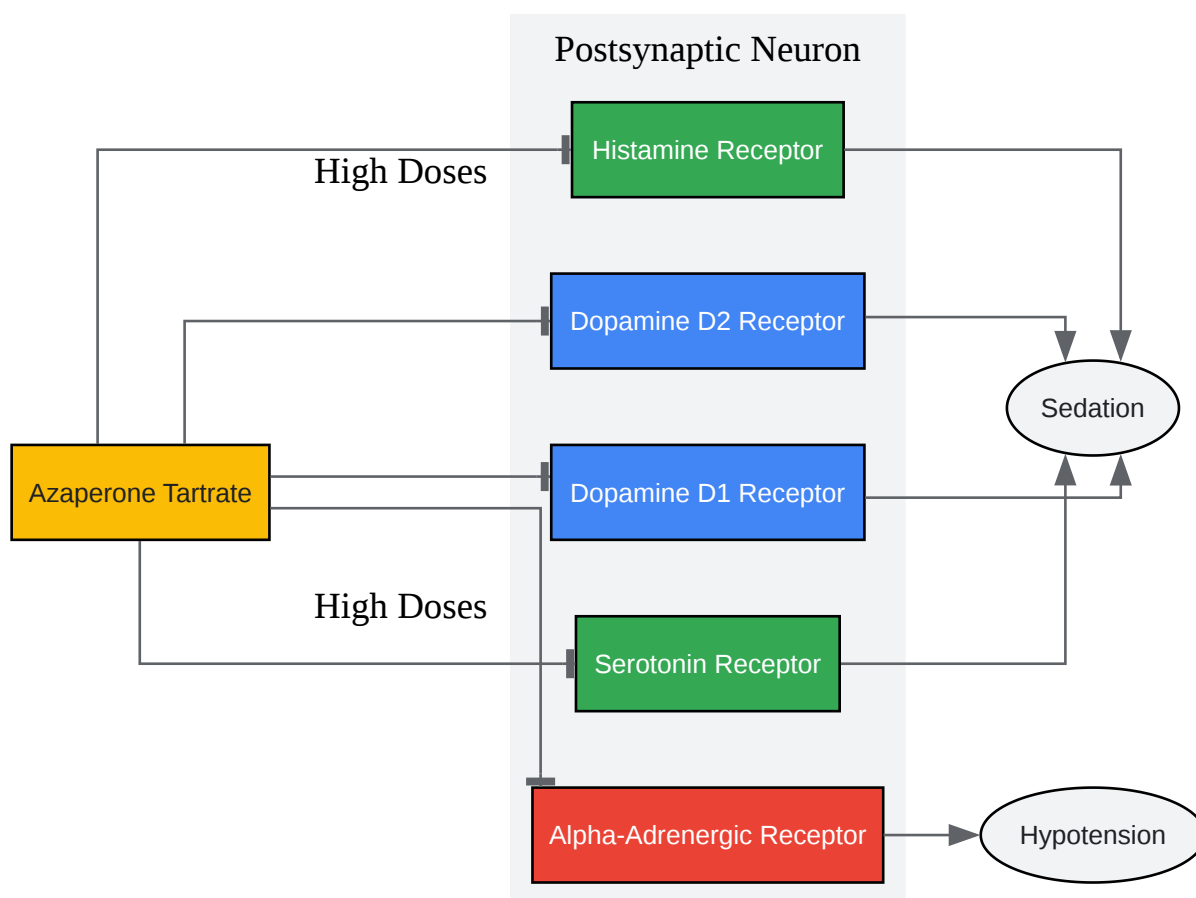 Postsynaptic Neuron
Histamine Receptor
High Doses
Dopamine D2 Receptor
Sedation
Azaperone Tartrate
Dopamine D1 Receptor
High Doses
Serotonin Receptor
Alpha-Adrenergic Receptor
Hypotension